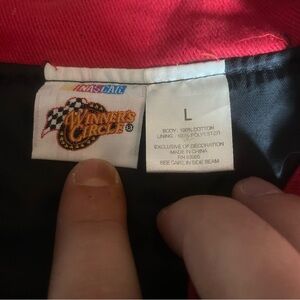 NASCAR
WINNER'S
CIRCLE
L
BODY: 100% COTTON
LINING: 100% POLYESTER
EXCLUSIVE OF DECORATION
MADE IN CHINA
SEE CARE IN SIDE SEAM